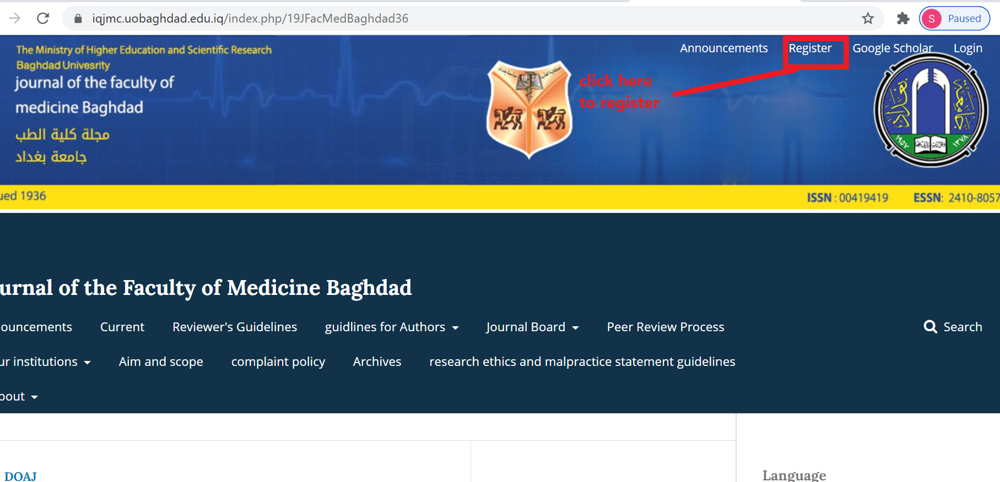 iqjmc.uobaghdad.edu.iq/index.php/19JFacMedBaghdad36
S Paused
The Ministry of Higher Education and Scientific Research
Baghdad Univesrity
journal of the faculty of
medicine Baghdad
مجلة كلية الطب
جامعة بغداد
Announcements Register Google Scholar Login
click here
to register
19 27
١٩٥٧ ١٣٧٨
ued 1936
ISSN : 00419419 ESSN: 2410-8057
urnal of the Faculty of Medicine Baghdad
ouncements Current Reviewer's Guidelines guidlines for Authors Journal Board Peer Review Process Search
ur institutions Aim and scope complaint policy Archives research ethics and malpractice statement guidelines
bout
DOAJ
Language